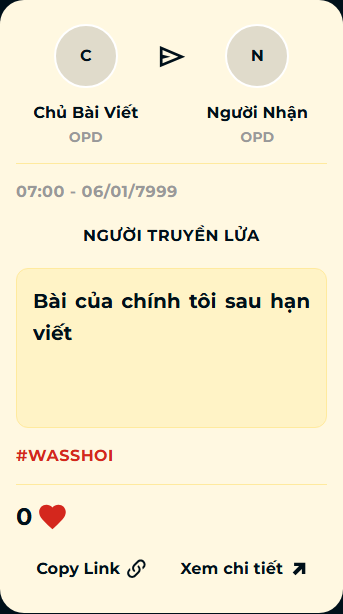 C N
Chủ Bài Viết Người Nhận
OPD OPD
07:00 - 06/01/7999
NGƯỜI TRUYỀN LỬA
Bài của chính tôi sau hạn
viết
#WASSHOI
0
Copy Link Xem chi tiết